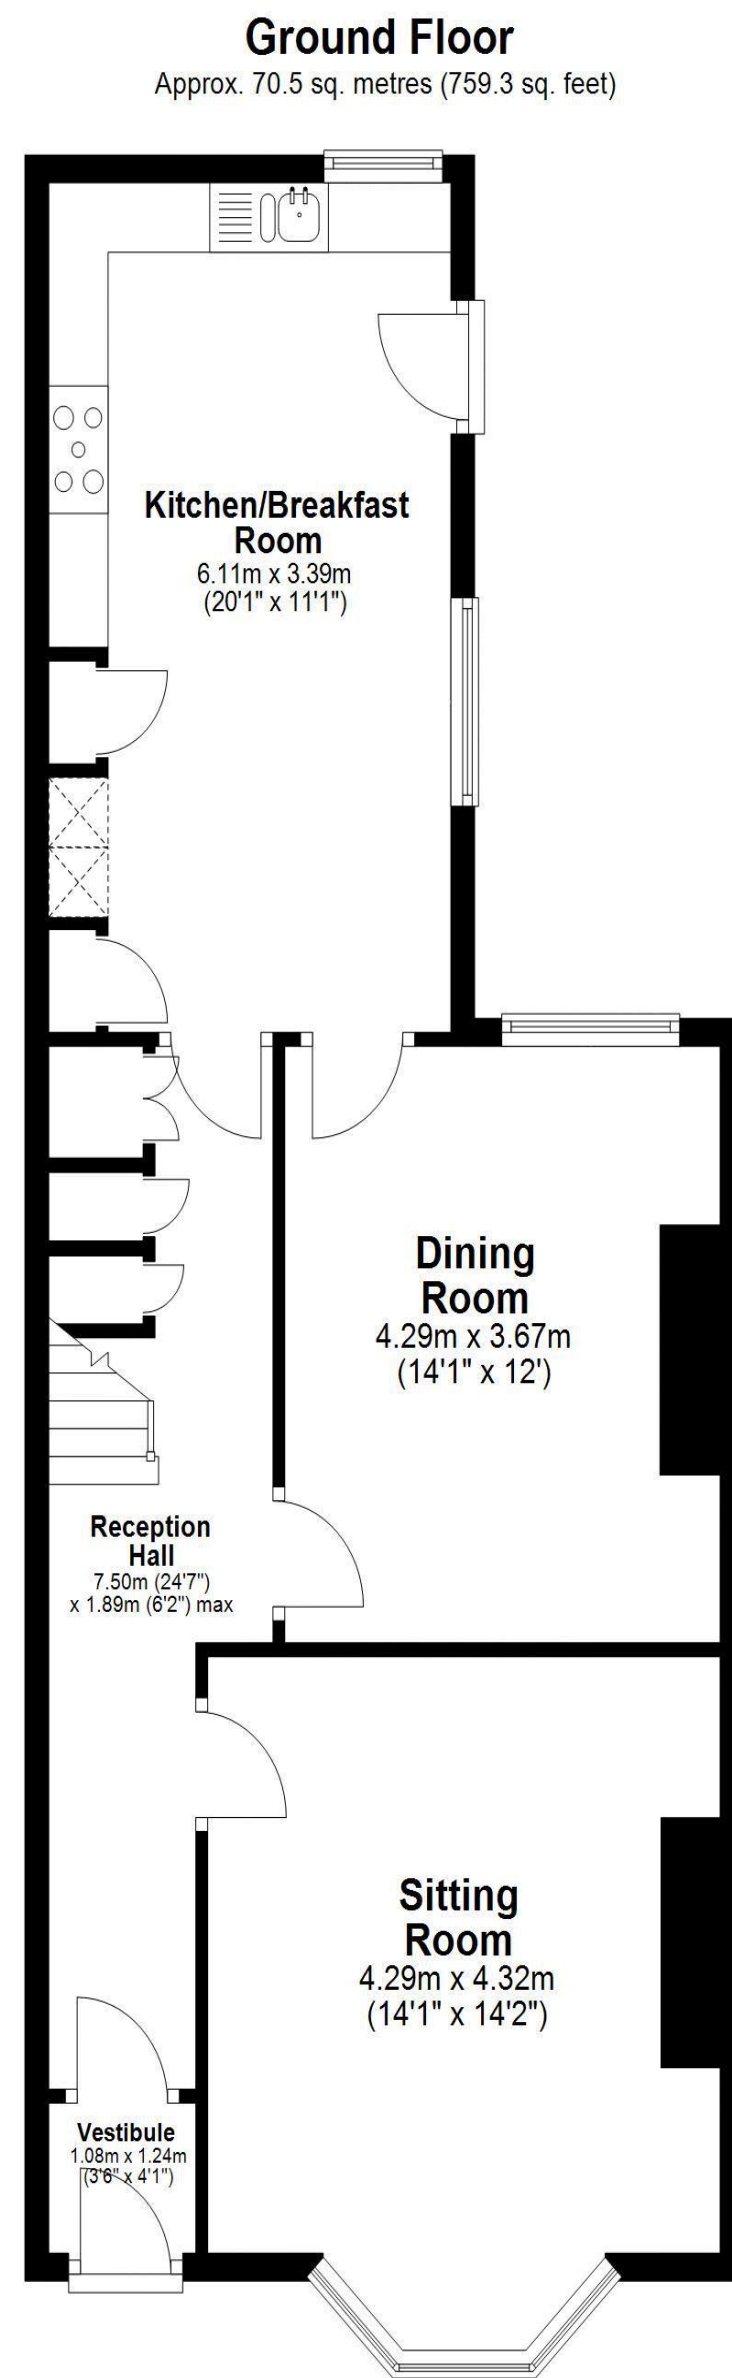 Ground Floor
Approx. 70.5 sq. metres (759.3 sq. feet)
Kitchen/Breakfast
Room
6.11m x 3.39m
(20'1" x 11'1")
Dining
Room
4.29m x 3.67m
(14'1" x 12')
Reception
Hall
7.50m (24'7")
x 1.89m (6'2") max
Sitting
Room
4.29m x 4.32m
(14'1" x 14'2")
Vestibule
1.08m x 1.24m
(3'6" x 4'1")